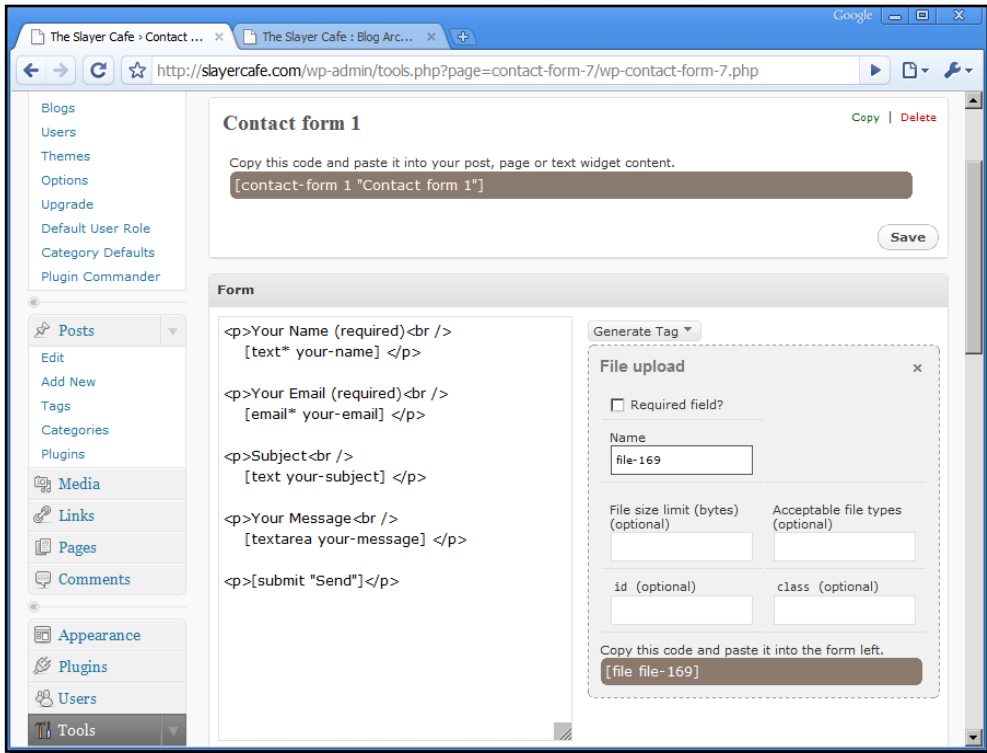 Google
The Slayer Cafe › Contact ...
The Slayer Cafe : Blog Arc...
http://slayercafe.com/wp-admin/tools.php?page=contact-form-7/wp-contact-form-7.php
Blogs
Users
Themes
Options
Upgrade
Default User Role
Category Defaults
Plugin Commander
Posts
Edit
Add New
Tags
Categories
Plugins
Media
Links
Pages
Comments
Appearance
Plugins
Users
Tools
Contact form 1
Copy | Delete
Copy this code and paste it into your post, page or text widget content.
[contact-form 1 "Contact form 1"]
Save
Form
<p>Your Name (required)<br />
[text* your-name] </p>
<p>Your Email (required)<br />
[email* your-email] </p>
<p>Subject<br />
[text your-subject] </p>
<p>Your Message<br />
[textarea your-message] </p>
<p>[submit "Send"]</p>
Generate Tag
File upload
Required field?
Name
file-169
File size limit (bytes)
(optional)
Acceptable file types
(optional)
id (optional)
class (optional)
Copy this code and paste it into the form left.
[file file-169]